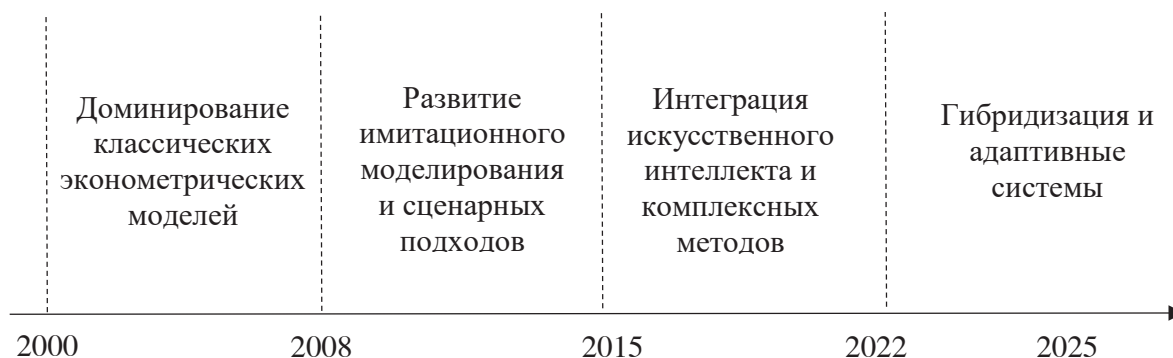 Доминирование
классических
эконометрических
моделей
Развитие
имитационного
моделирования
и сценарных
подходов
Интеграция
искусственного
интеллекта и
комплексных
методов
Гибридизация и
адаптивные
системы
2000
2008
2015
2022
2025